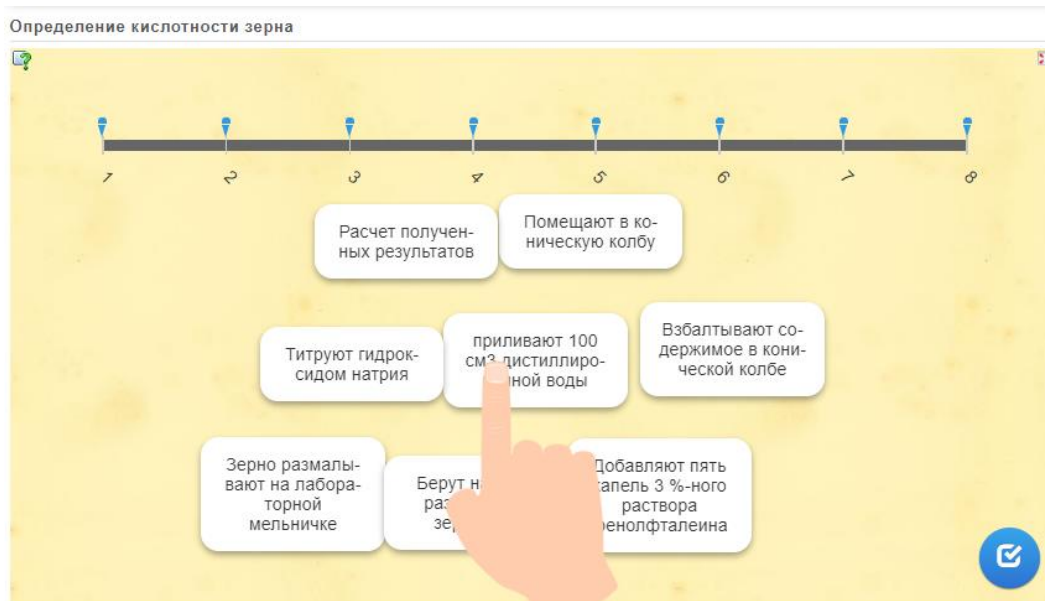 Определение кислотности зерна
1 2 3 4 5 6 7 8
Расчет получен-
ных результатов
Помещают в ко-
ническую колбу
Титруют гидрок-
сидом натрия
приливают 100
см3 дистиллиро-
ной воды
Взбалтывают со-
держимое в кони-
ческой колбе
Зерно размалы-
вают на лабора-
торной
мельничке
Берут
Добавляют пять
капель 3 %-ного
раствора
фенолфталеина